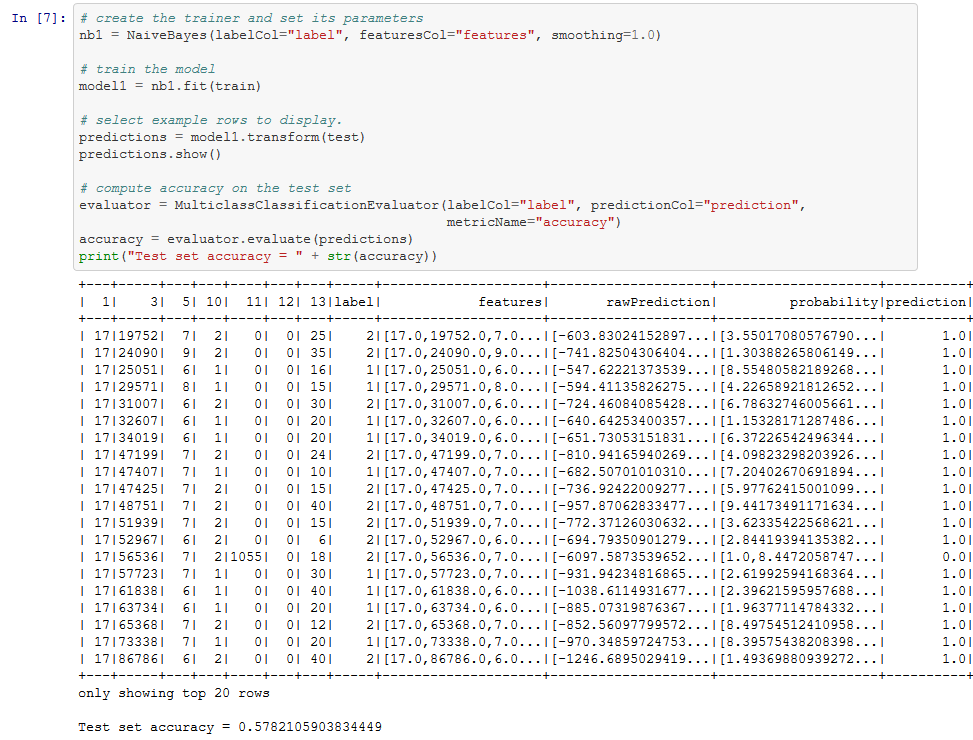 In [7]: # create the trainer and set its parameters
nb1 = NaiveBayes(labelCol="label", featuresCol="features", smoothing=1.0)
# train the model
model1 = nb1.fit(train)
# select example rows to display.
predictions = model1.transform(test)
predictions.show()
# compute accuracy on the test set
evaluator = MulticlassClassificationEvaluator(labelCol="label", predictionCol="prediction",
metricName="accuracy")
accuracy = evaluator.evaluate(predictions)
print("Test set accuracy = " + str(accuracy))
+---+-----+---+---+----+---+---+-----+--------------------+--------------------+--------------------+----------+
|  1|    3|  5| 10|  11| 12| 13|label|            features|       rawPrediction|         probability|prediction|
+---+-----+---+---+----+---+---+-----+--------------------+--------------------+--------------------+----------+
| 17|19752|  7|  2|   0|  0| 25|    2|[17.0,19752.0,7.0...|[-603.83024152897...|[3.55017080576790...|       1.0|
| 17|24090|  9|  2|   0|  0| 35|    2|[17.0,24090.0,9.0...|[-741.82504306404...|[1.30388265806149...|       1.0|
| 17|25051|  6|  1|   0|  0| 16|    1|[17.0,25051.0,6.0...|[-547.62221373539...|[8.55480582189268...|       1.0|
| 17|29571|  8|  1|   0|  0| 15|    1|[17.0,29571.0,8.0...|[-594.41135826275...|[4.22658921812652...|       1.0|
| 17|31007|  6|  2|   0|  0| 30|    2|[17.0,31007.0,6.0...|[-724.46084085428...|[6.78632746005661...|       1.0|
| 17|32607|  6|  1|   0|  0| 20|    1|[17.0,32607.0,6.0...|[-640.64253400357...|[1.15328171287486...|       1.0|
| 17|34019|  6|  1|   0|  0| 20|    1|[17.0,34019.0,6.0...|[-651.73053151831...|[6.37226542496344...|       1.0|
| 17|47199|  7|  2|   0|  0| 24|    2|[17.0,47199.0,7.0...|[-810.94165940269...|[4.09823298203926...|       1.0|
| 17|47407|  7|  1|   0|  0| 10|    1|[17.0,47407.0,7.0...|[-682.50701010310...|[7.20402670691894...|       1.0|
| 17|47425|  7|  2|   0|  0| 15|    2|[17.0,47425.0,7.0...|[-736.92422009277...|[5.97762415001099...|       1.0|
| 17|48751|  7|  2|   0|  0| 40|    2|[17.0,48751.0,7.0...|[-957.87062833477...|[9.44173491171634...|       1.0|
| 17|51939|  7|  2|   0|  0| 15|    2|[17.0,51939.0,7.0...|[-772.37126030632...|[3.62335422568621...|       1.0|
| 17|52967|  6|  2|   0|  0|  6|    2|[17.0,52967.0,6.0...|[-694.79350901279...|[2.84419394135382...|       1.0|
| 17|56536|  7|  2|1055|  0| 18|    2|[17.0,56536.0,7.0...|[-6097.5873539652...|[1.0,8.4472058747...|       0.0|
| 17|57723|  7|  1|   0|  0| 30|    1|[17.0,57723.0,7.0...|[-931.94234816865...|[2.61992594168364...|       1.0|
| 17|61838|  6|  1|   0|  0| 40|    1|[17.0,61838.0,6.0...|[-1038.6114931677...|[2.39621595957688...|       1.0|
| 17|63734|  6|  1|   0|  0| 20|    1|[17.0,63734.0,6.0...|[-885.07319876367...|[1.96377114784332...|       1.0|
| 17|65368|  7|  2|   0|  0| 12|    2|[17.0,65368.0,7.0...|[-852.56097799572...|[8.49754512410958...|       1.0|
| 17|73338|  7|  1|   0|  0| 20|    1|[17.0,73338.0,7.0...|[-970.34859724753...|[8.39575438208398...|       1.0|
| 17|86786|  6|  2|   0|  0| 40|    2|[17.0,86786.0,6.0...|[-1246.6895029419...|[1.49369880939272...|       1.0|
+---+-----+---+---+----+---+---+-----+--------------------+--------------------+--------------------+----------+
only showing top 20 rows
Test set accuracy = 0.5782105903834449